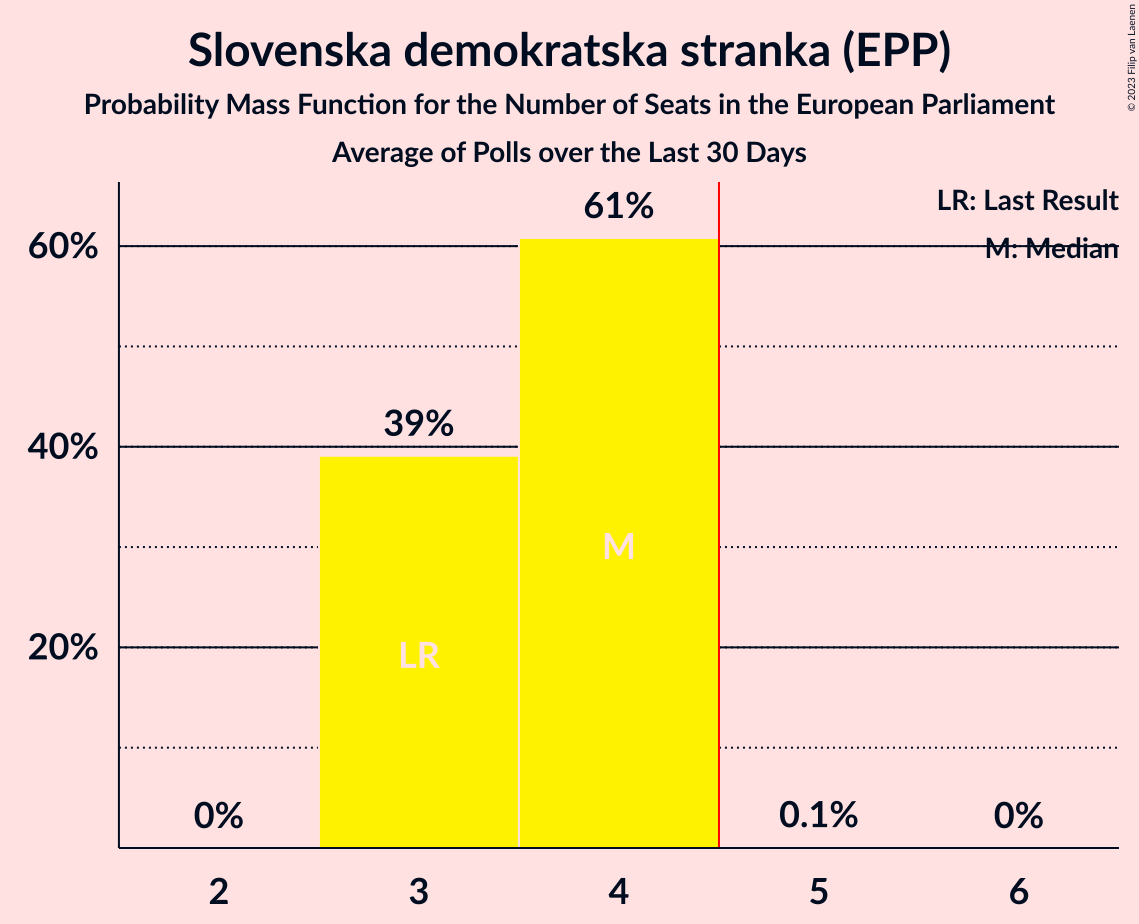 Slovenska demokratska stranka (EPP)
Probability Mass Function for the Number of Seats in the European Parliament
Average of Polls over the Last 30 Days
© 2023 Filip van Laenen
LR: Last Result
M: Median
61%
60%
39%
40%
M
LR
20%
0%
0.1%
0%
2 3 4 5 6